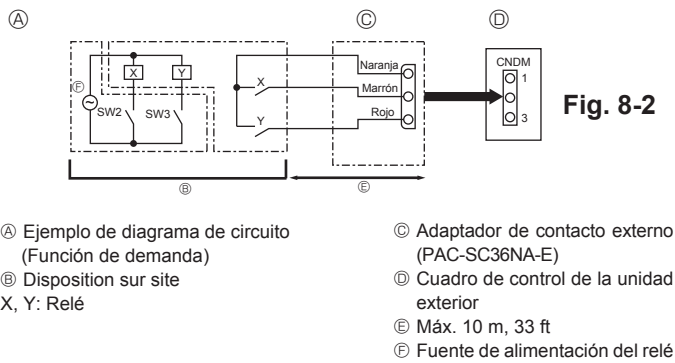 Ⓐ Ⓒ Ⓓ
Naranja
Marrón
Rojo
X Y
X
Y
Ⓕ
SW2 SW3
CNDM
1
3
Fig. 8-2
Ⓑ Ⓔ
Ⓐ Ejemplo de diagrama de circuito
(Función de demanda)
Ⓑ Disposition sur site
X, Y: Relé
Ⓒ Adaptador de contacto externo
(PAC-SC36NA-E)
Ⓓ Cuadro de control de la unidad
exterior
Ⓔ Máx. 10 m, 33 ft
Ⓕ Fuente de alimentación del relé